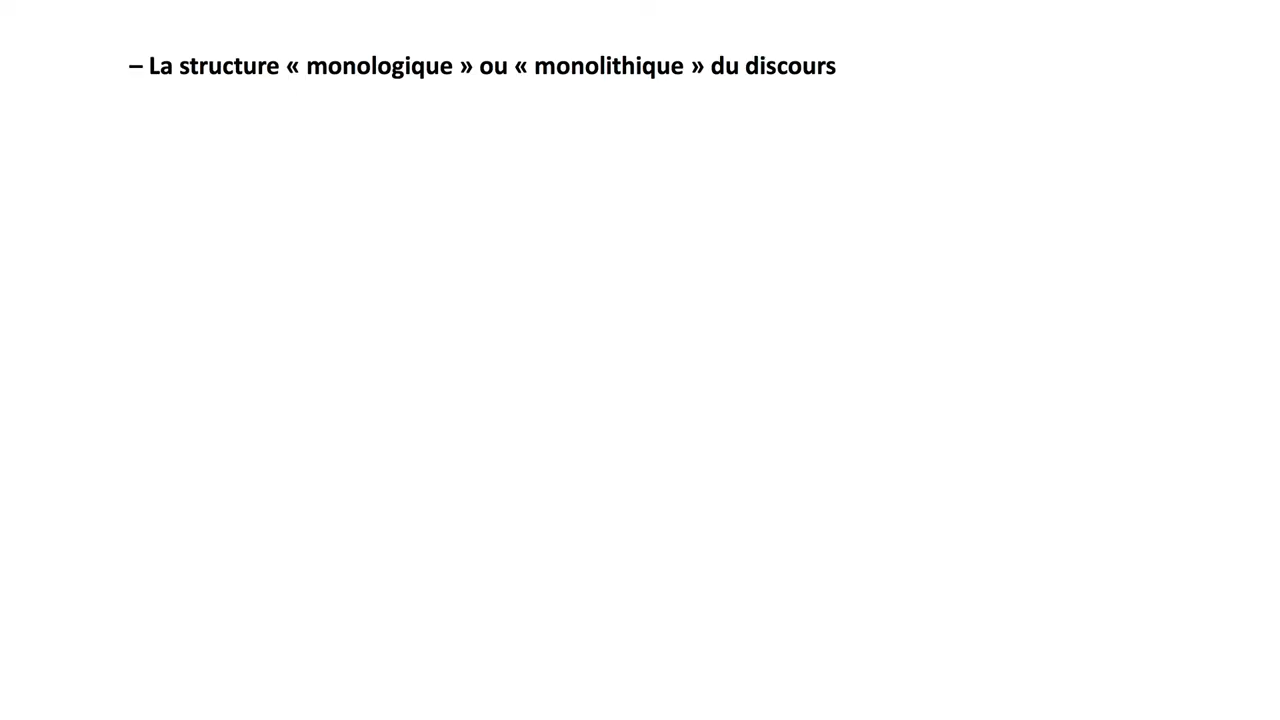 – La structure « monologique » ou « monolithique » du discours